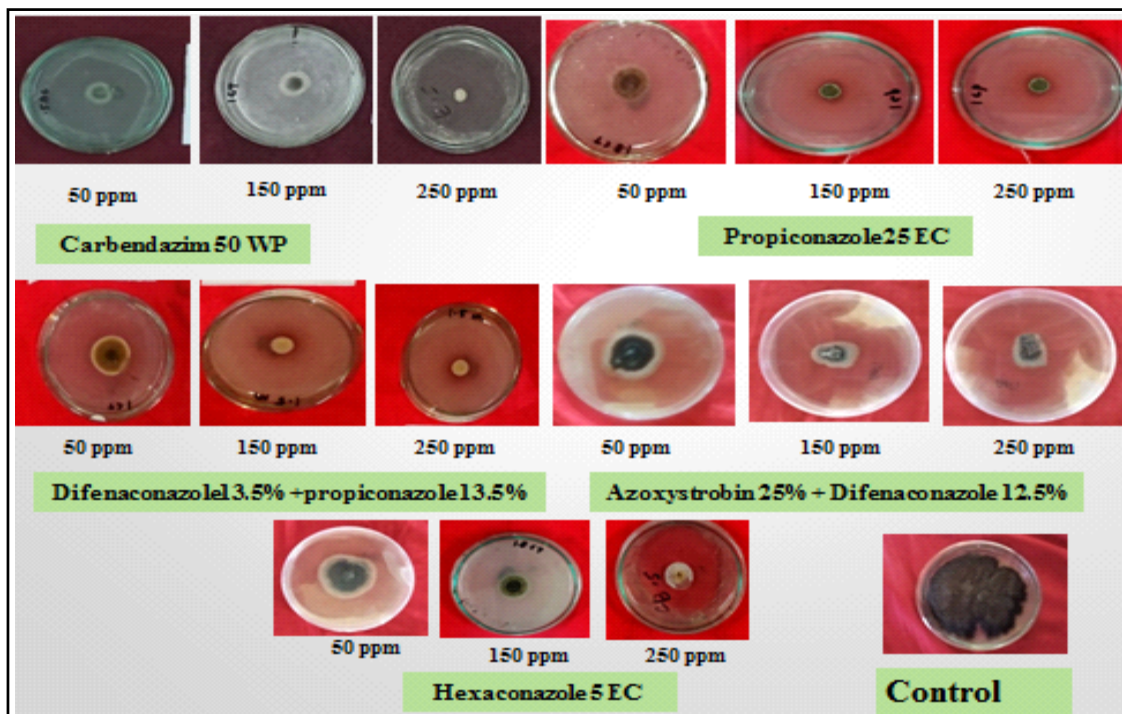 50 ppm 150 ppm 250 ppm 50 ppm 150 ppm 250 ppm
Carbendazim 50 WP Propiconazole25 EC
50 ppm 150 ppm 250 ppm 50 ppm 150 ppm 250 ppm
Difenaconazole13.5% +propiconazole13.5% Azoxystrobin 25% + Difenaconazole 12.5%
50 ppm 150 ppm 250 ppm
Hexaconazole 5 EC Control